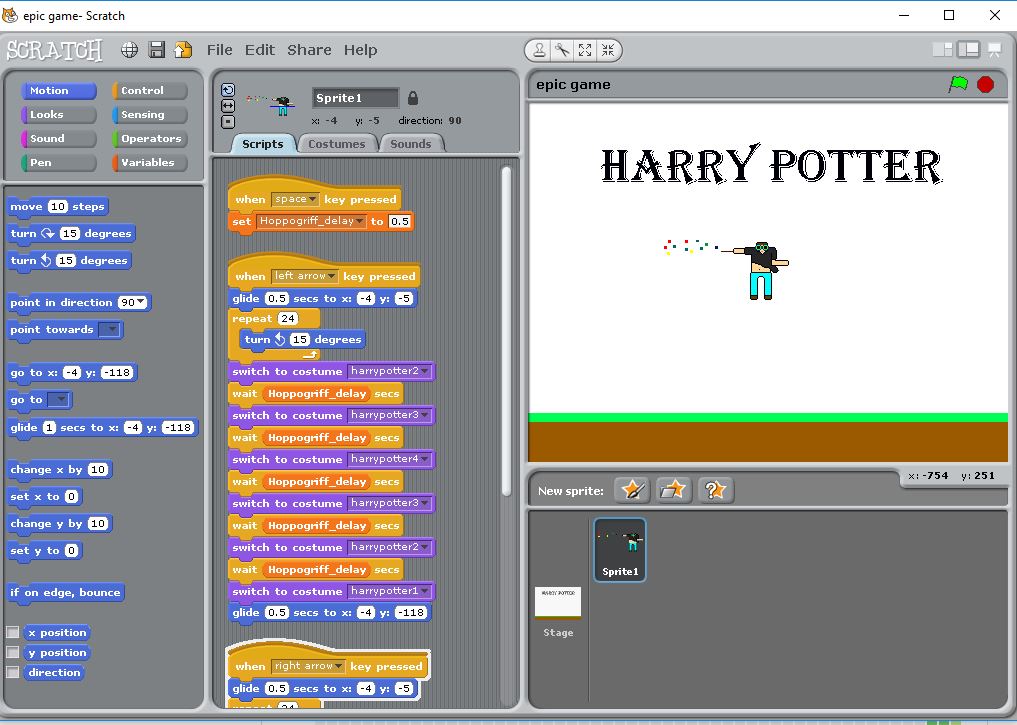 epic game- Scratch
SCRATCH File Edit Share Help
Motion Control
Looks Sensing
Sound Operators
Pen Variables
move 10 steps
turn 15 degrees
turn 15 degrees
point in direction 90
point towards
go to x: -4 y: -118
go to
glide 1 secs to x: -4 y: -118
change x by 10
set x to 0
change y by 10
set y to 0
if on edge, bounce
x position
y position
direction
Sprite1
x: -4 y: -5 direction: 90
Scripts Costumes Sounds
when space key pressed
set Hoppogriff_delay to 0.5
when left arrow key pressed
glide 0.5 secs to x: -4 y: -5
repeat 24
turn 15 degrees
switch to costume harrypotter2
wait Hoppogriff_delay secs
switch to costume harrypotter3
wait Hoppogriff_delay secs
switch to costume harrypotter4
wait Hoppogriff_delay secs
switch to costume harrypotter3
wait Hoppogriff_delay secs
switch to costume harrypotter2
wait Hoppogriff_delay secs
switch to costume harrypotter1
glide 0.5 secs to x: -4 y: -118
when right arrow key pressed
glide 0.5 secs to x: -4 y: -5
repeat 24
epic game
HARRY POTTER
x: -754 y: 251
New sprite:
Sprite1
HARRY POTTER
Stage